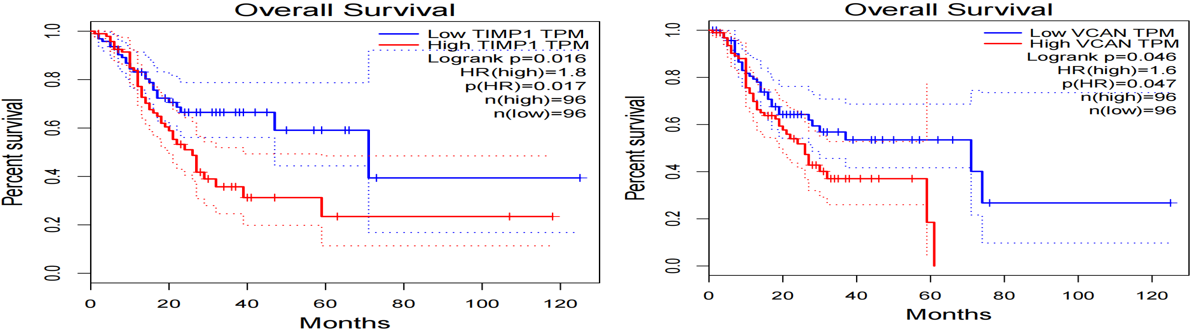 Overall Survival
Low TIMP1 TPM
High TIMP1 TPM
Logrank p=0.016
HR(high)=1.8
p(HR)=0.017
n(high)=96
n(low)=96
Percent survival
0.0 0.2 0.4 0.6 0.8 1.0
0 20 40 60 80 100 120
Months
Overall Survival
Low VCAN TPM
High VCAN TPM
Logrank p=0.046
HR(high)=1.6
p(HR)=0.047
n(high)=96
n(low)=96
Percent survival
0.0 0.2 0.4 0.6 0.8 1.0
0 20 40 60 80 100 120
Months